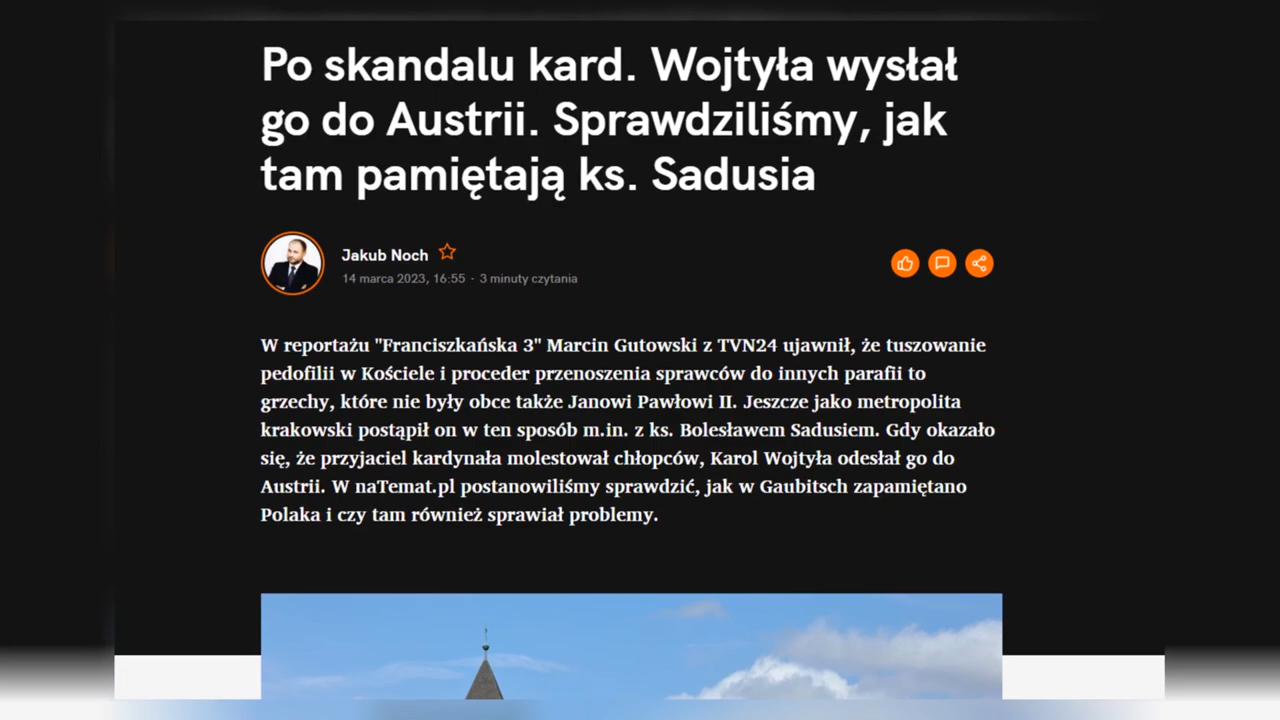 Po skandalu kard. Wojtyła wysłał
go do Austrii. Sprawdziliśmy, jak
tam pamiętają ks. Sadusia
Jakub Noch
14 marca 2023, 16:55 · 3 minuty czytania
W reportażu "Franciszkańska 3" Marcin Gutowski z TVN24 ujawnił, że tuszowanie
pedofilii w Kościele i proceder przenoszenia sprawców do innych parafii to
grzechy, które nie były obce także Janowi Pawłowi II. Jeszcze jako metropolita
krakowski postąpił on w ten sposób m.in. z ks. Bolesławem Sadusiem. Gdy okazało
się, że przyjaciel kardynała molestował chłopców, Karol Wojtyła odesłał go do
Austrii. W naTemat.pl postanowiliśmy sprawdzić, jak w Gaubitsch zapamiętano
Polaka i czy tam również sprawiał problemy.